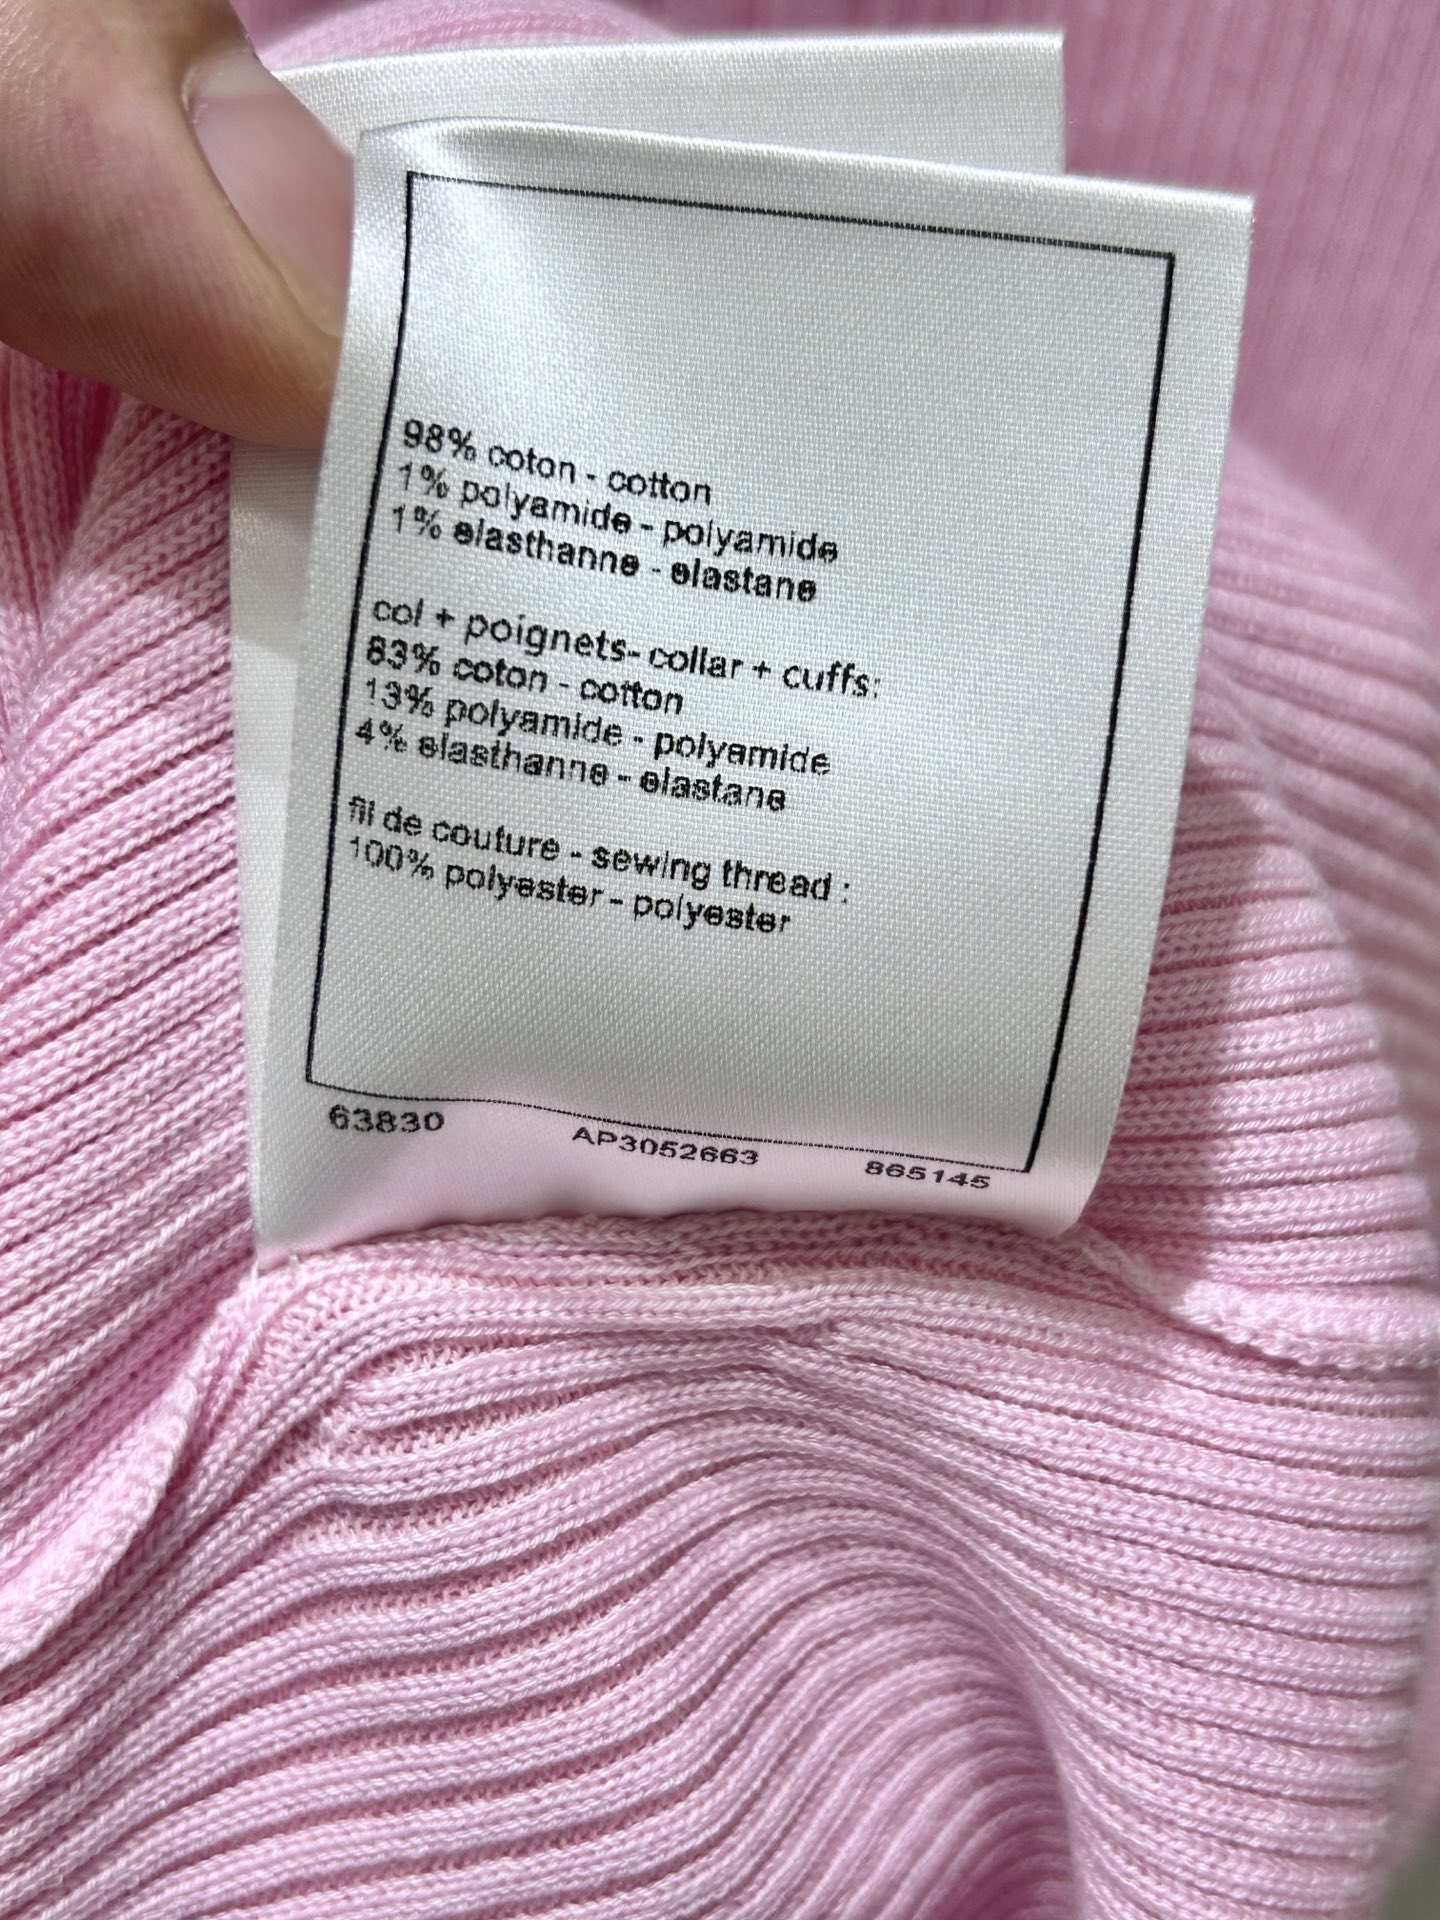 98% coton - cotton
1% polyamide - polyamide
1% elasthanne - elastane
col + poignets- collar + cuffs:
83% coton - cotton
13% polyamide - polyamide
4% elasthanne - elastane
fil de couture - sewing thread :
100% polyester - polyester
63830 AP3052663 865145